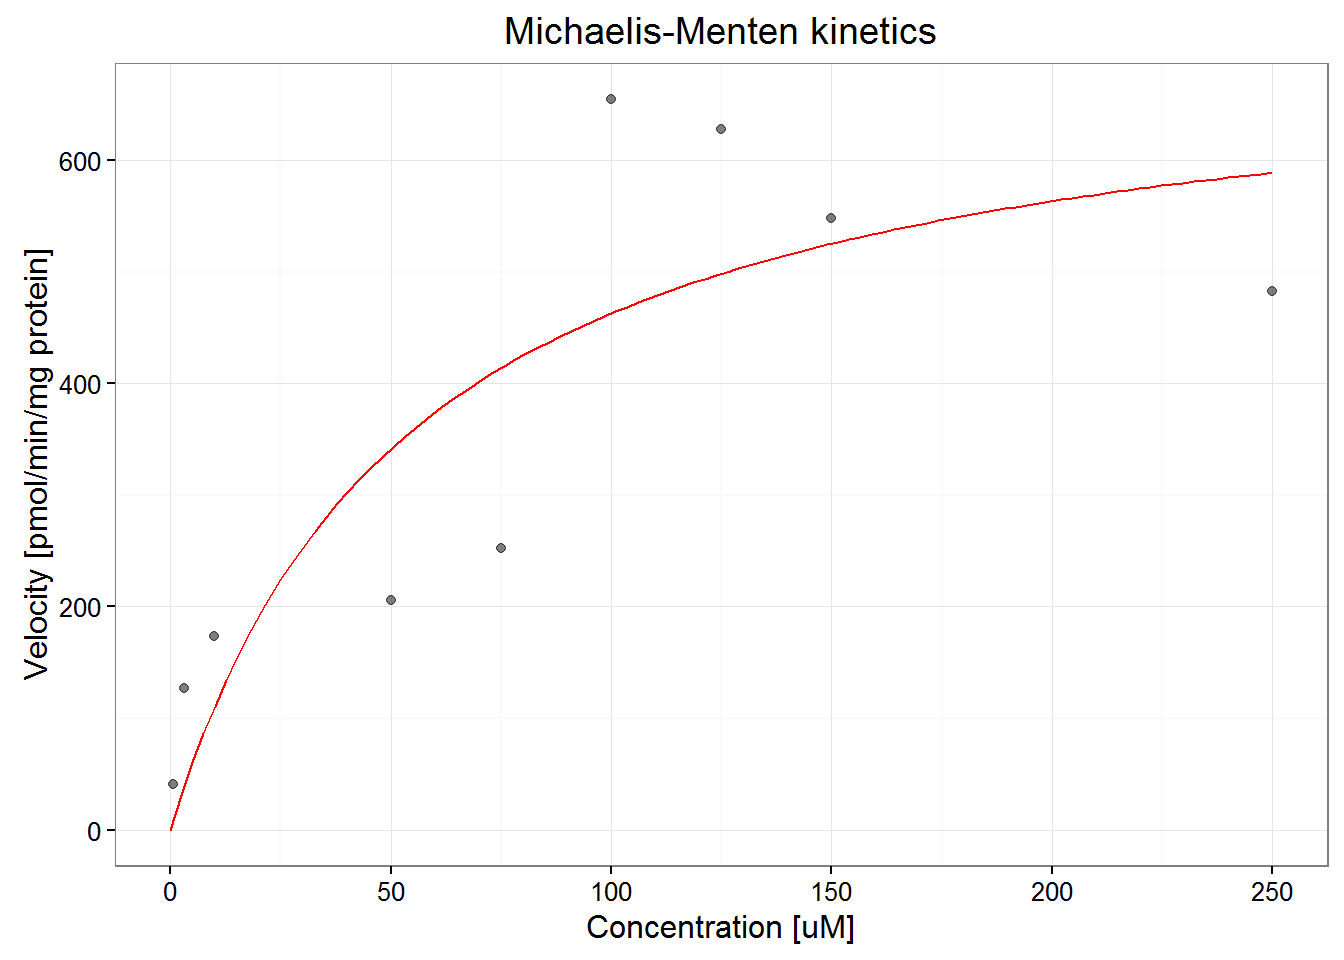 Michaelis-Menten kinetics
Velocity [pmol/min/mg protein]
600
400
200
0
0 50 100 150 200 250
Concentration [uM]